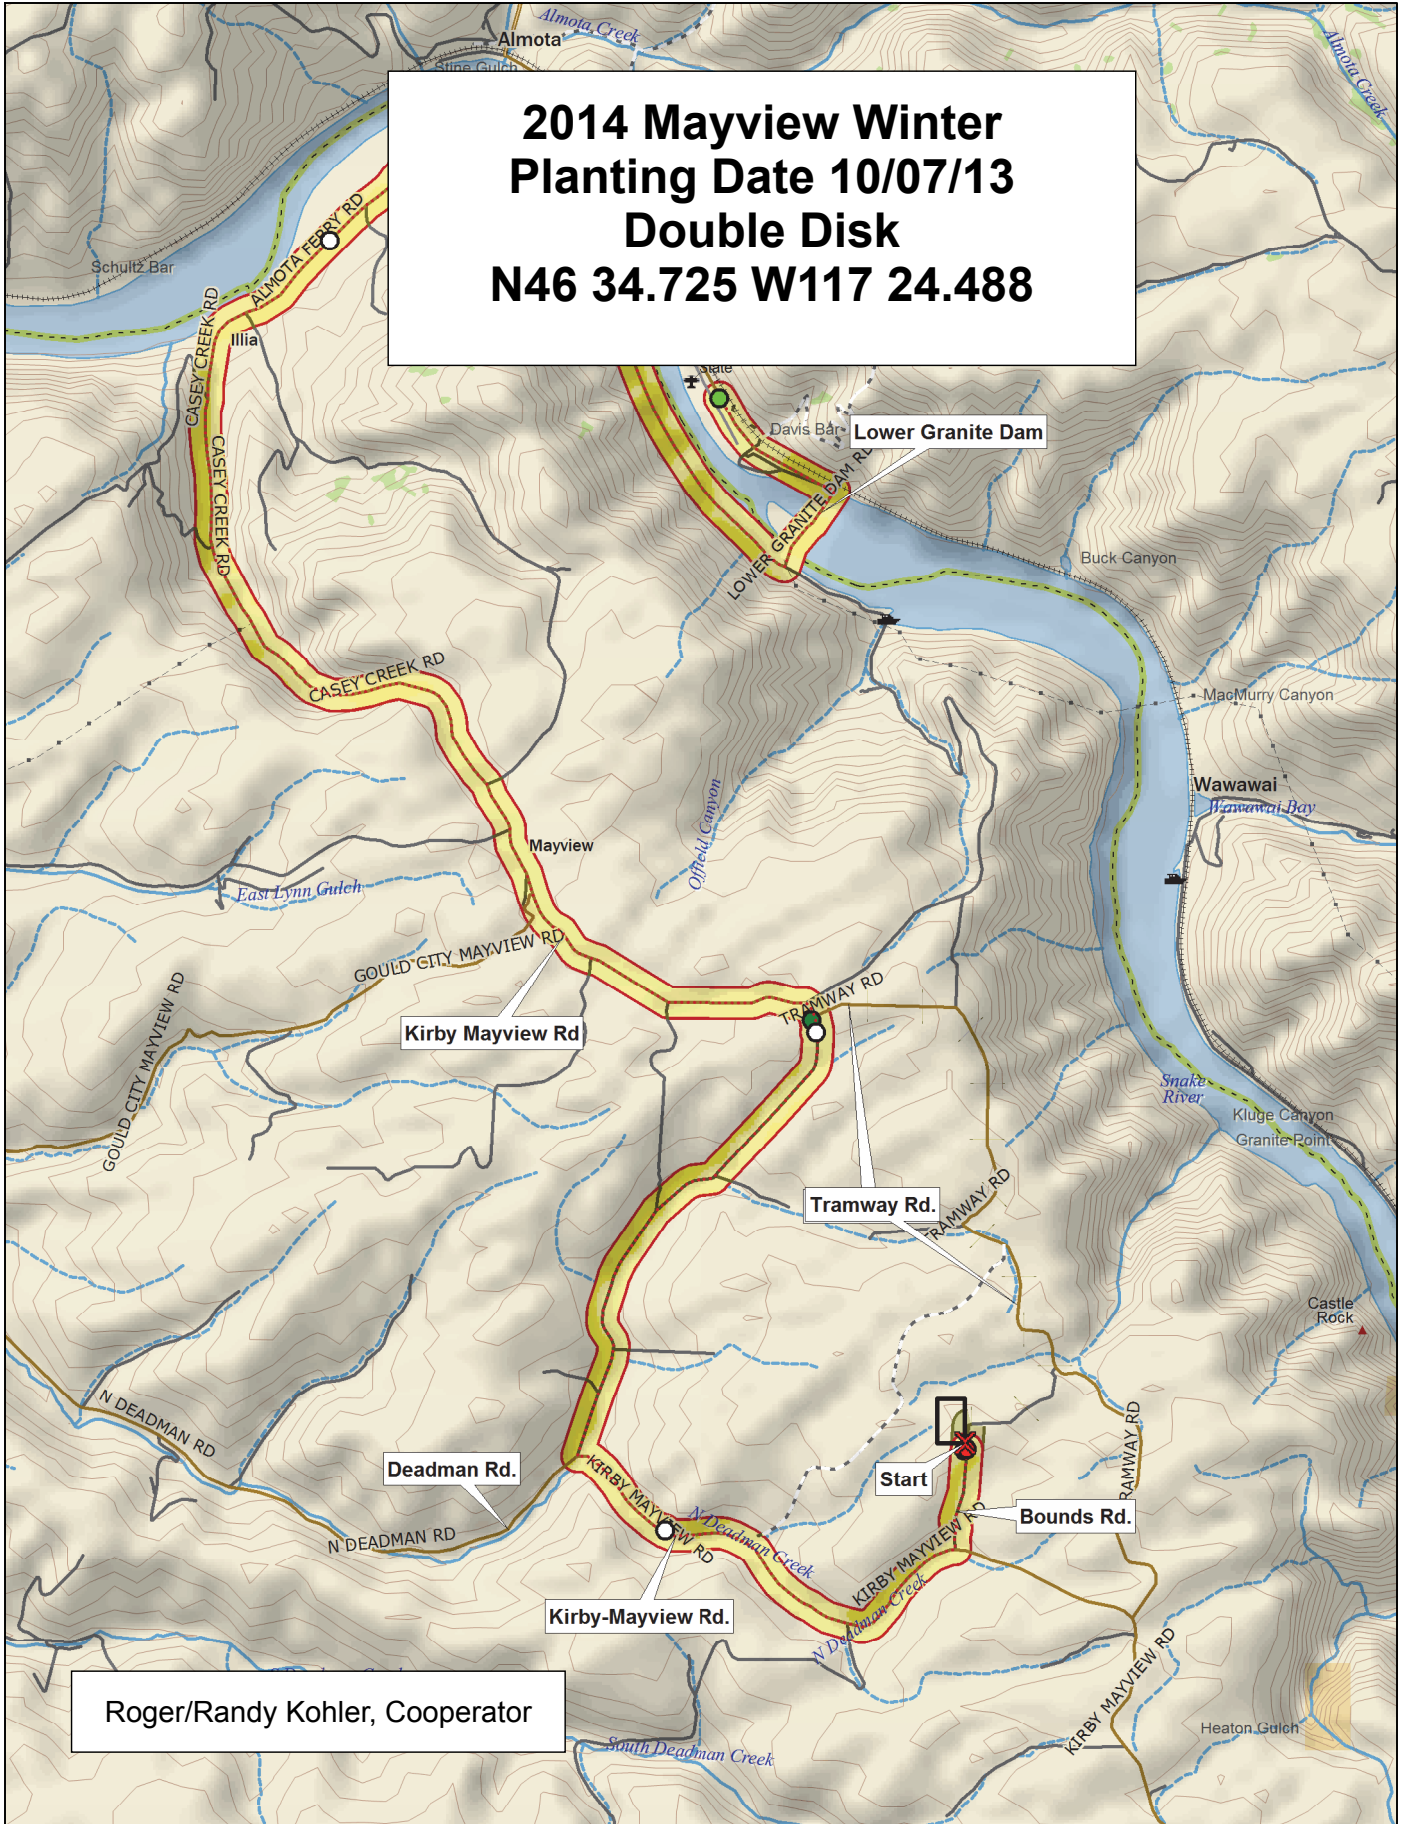 Almota Creek
Almota
Almota Creek
Stine Gulch
2014 Mayview Winter
Planting Date 10/07/13
Double Disk
N46 34.725 W117 24.488
ALMOTA FERRY RD
Schultz Bar
CASEY CREEK RD
Illia
State
Davis Bar
Lower Granite Dam
CASEY CREEK RD
LOWER GRANITE DAM RD
Buck Canyon
CASEY CREEK RD
MacMurry Canyon
Wawawai
Wawawai Bay
Offield Canyon
Mayview
East Lynn Gulch
GOULD CITY MAYVIEW RD
GOULD CITY MAYVIEW RD
TRAMWAY RD
Kirby Mayview Rd
Snake
River
Kluge Canyon
Granite Point
Tramway Rd.
TRAMWAY RD
Castle
Rock
N DEADMAN RD
TRAMWAY RD
Deadman Rd.
KIRBY MAYVIEW RD
Start
Bounds Rd.
N DEADMAN RD
N Deadman Creek
KIRBY MAYVIEW RD
Kirby-Mayview Rd.
N Deadman Creek
KIRBY MAYVIEW RD
Roger/Randy Kohler, Cooperator
Heaton Gulch
South Deadman Creek